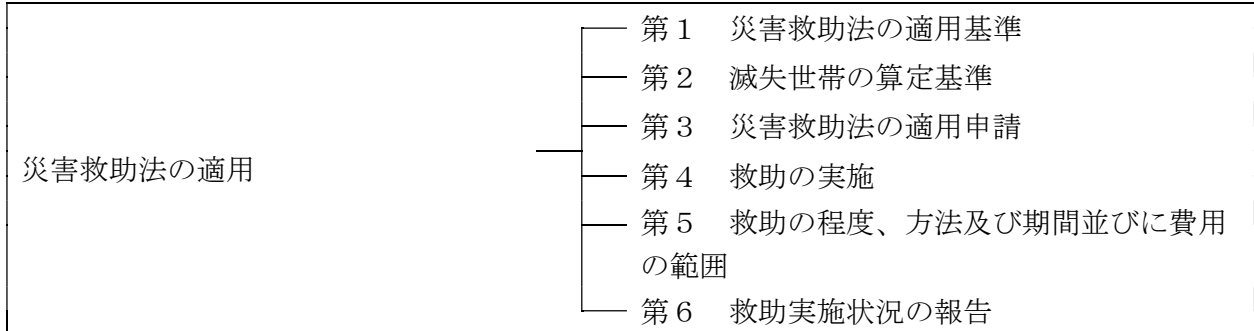 災害救助法の適用
第１　災害救助法の適用基準
第２　滅失世帯の算定基準
第３　災害救助法の適用申請
第４　救助の実施
第５　救助の程度、方法及び期間並びに費用
の範囲
第６　救助実施状況の報告